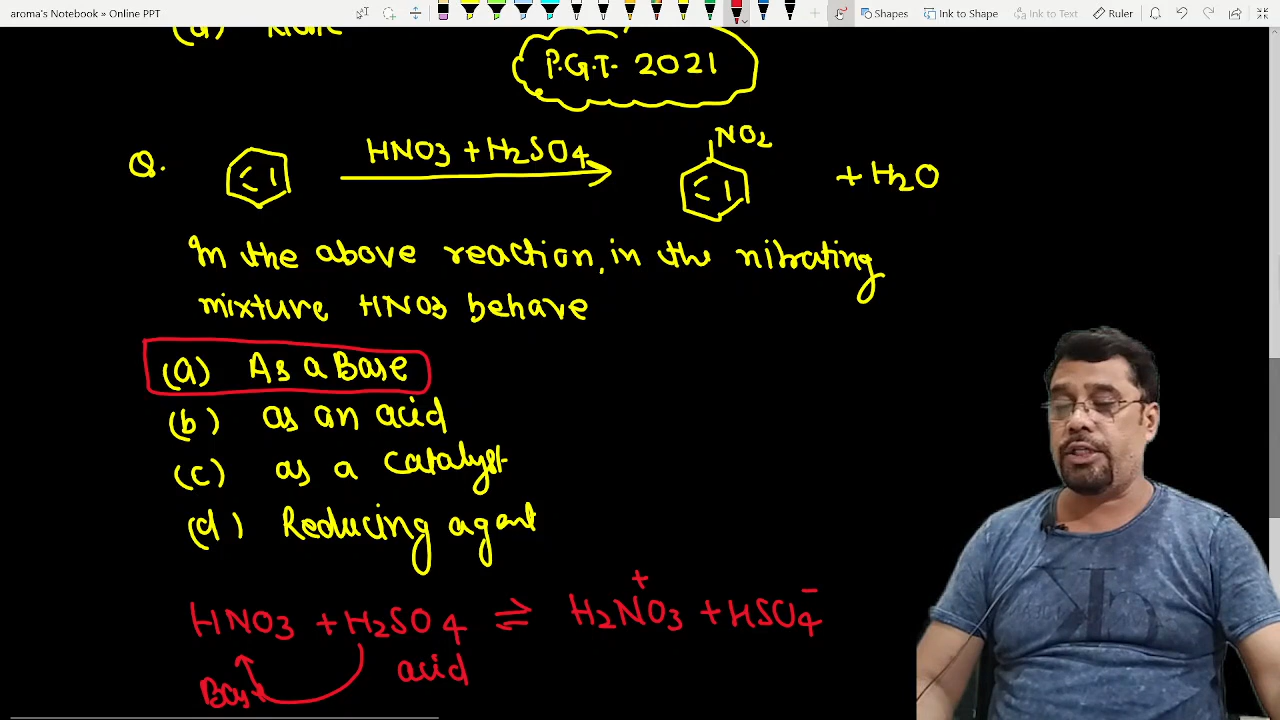 aroma's Notebook » Online PPT
Shapes Ink to Shape Ink to Text Ruler
P.G.T. 2021
Q. HNO3 + H2SO4 NO2 + H2O
In the above reaction, in the nitrating
mixture HNO3 behave
(a) As a Base
(b) as an acid
(c) as a catalyst
(d) Reducing agent
HNO3 + H2SO4 ⇌ H2NO3+ + HSO4-
acid
Base